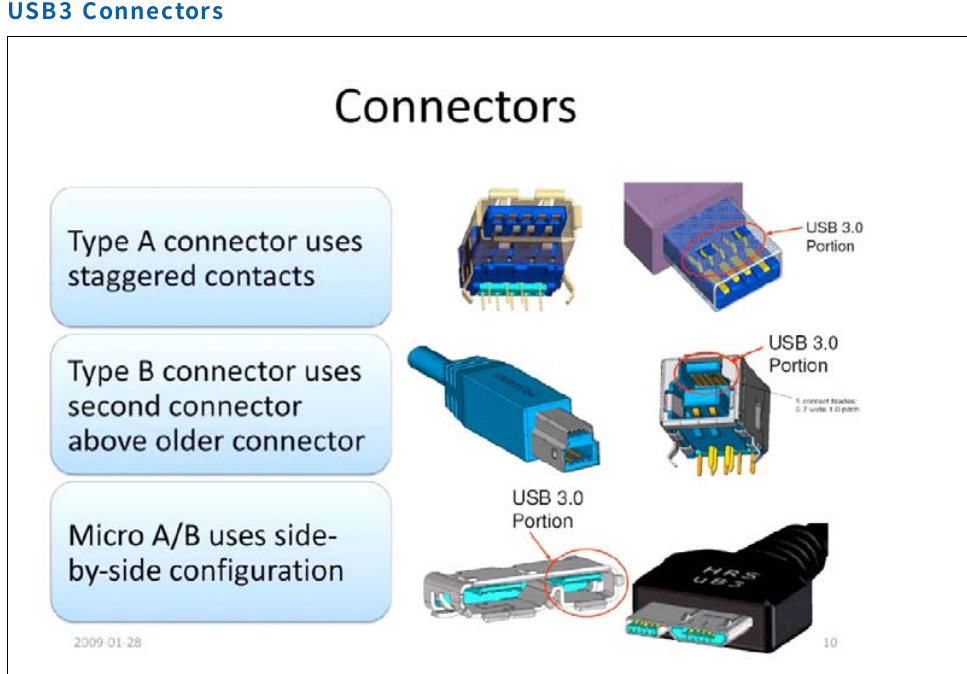 USB3 Connectors
Connectors
Type A connector uses
staggered contacts
USB 3.0
Portion
Type B connector uses
second connector
above older connector
USB 3.0
Portion
5 contact blades:
0.7 wide, 1.0 pitch
Micro A/B uses side-
by-side configuration
USB 3.0
Portion
HRS
uB3
2009-01-28
10